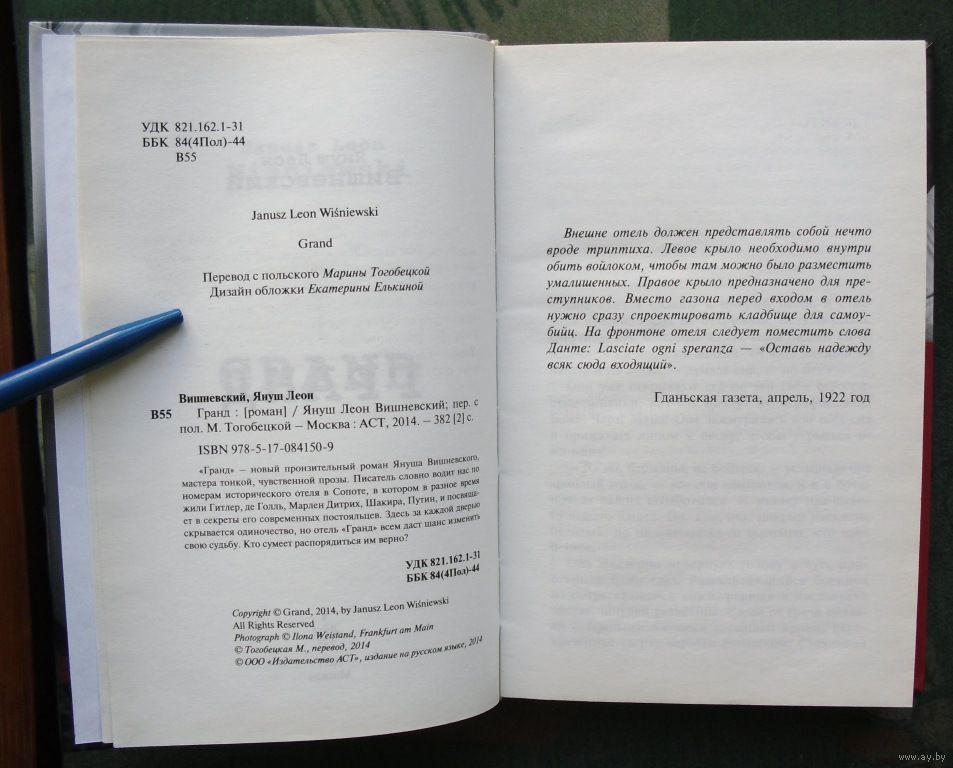 УДК 821.162.1-31
ББК 84(4Пол)-44
В55
Janusz Leon Wiśniewski
Grand
Перевод с польского Марины Тогобецкой
Дизайн обложки Екатерины Елькиной
Вишневский, Януш Леон
В55 Гранд : [роман] / Януш Леон Вишневский; пер. с
пол. М. Тогобецкой – Москва : АСТ, 2014. – 382 [2] с.
ISBN 978-5-17-084150-9
«Гранд» – новый пронзительный роман Януша Вишневского,
мастера тонкой, чувственной прозы. Писатель словно водит нас по
номерам исторического отеля в Сопоте, в котором в разное время
жили Гитлер, де Голль, Марлен Дитрих, Шакира, Путин, и посвяща-
ет в секреты его современных постояльцев. Здесь за каждой дверью
скрывается одиночество, но отель «Гранд» всем даст шанс изменить
свою судьбу. Кто сумеет распорядиться им верно?
УДК 821.162.1-31
ББК 84(4Пол)-44
Copyright © Grand, 2014, by Janusz Leon Wiśniewski
All Rights Reserved
Photograph © Ilona Weistand, Frankfurt am Main
© Тогобецкая М., перевод, 2014
© ООО «Издательство АСТ», издание на русском языке, 2014
Внешне отель должен представлять собой нечто
вроде триптиха. Левое крыло необходимо внутри
обить войлоком, чтобы там можно было разместить
умалишенных. Правое крыло предназначено для пре-
ступников. Вместо газона перед входом в отель
нужно сразу спроектировать кладбище для самоу-
бийц. На фронтоне отеля следует поместить слова
Данте: Lasciate ogni speranza — «Оставь надежду
всяк сюда входящий».
Гданьская газета, апрель, 1922 год
www.ay.by